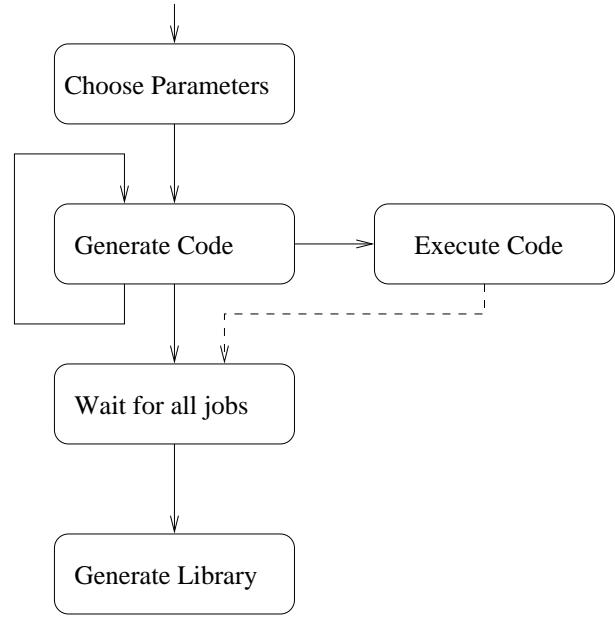 Choose Parameters
Generate Code
Execute Code
Wait for all jobs
Generate Library